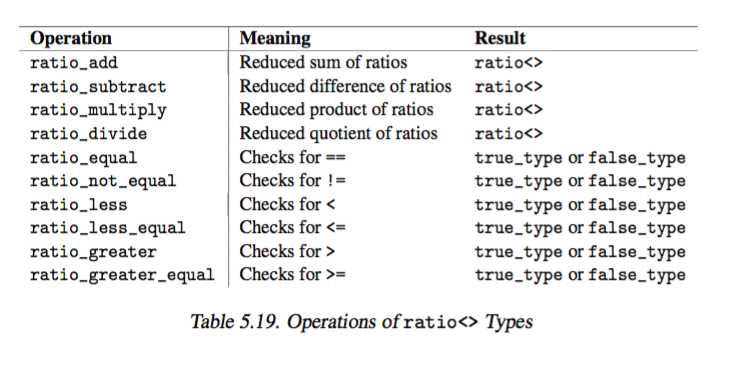 Operation Meaning Result
ratio_add Reduced sum of ratios ratio<>
ratio_subtract Reduced difference of ratios ratio<>
ratio_multiply Reduced product of ratios ratio<>
ratio_divide Reduced quotient of ratios ratio<>
ratio_equal Checks for == true_type or false_type
ratio_not_equal Checks for != true_type or false_type
ratio_less Checks for < true_type or false_type
ratio_less_equal Checks for <= true_type or false_type
ratio_greater Checks for > true_type or false_type
ratio_greater_equal Checks for >= true_type or false_type
Table 5.19. Operations of ratio<> Types